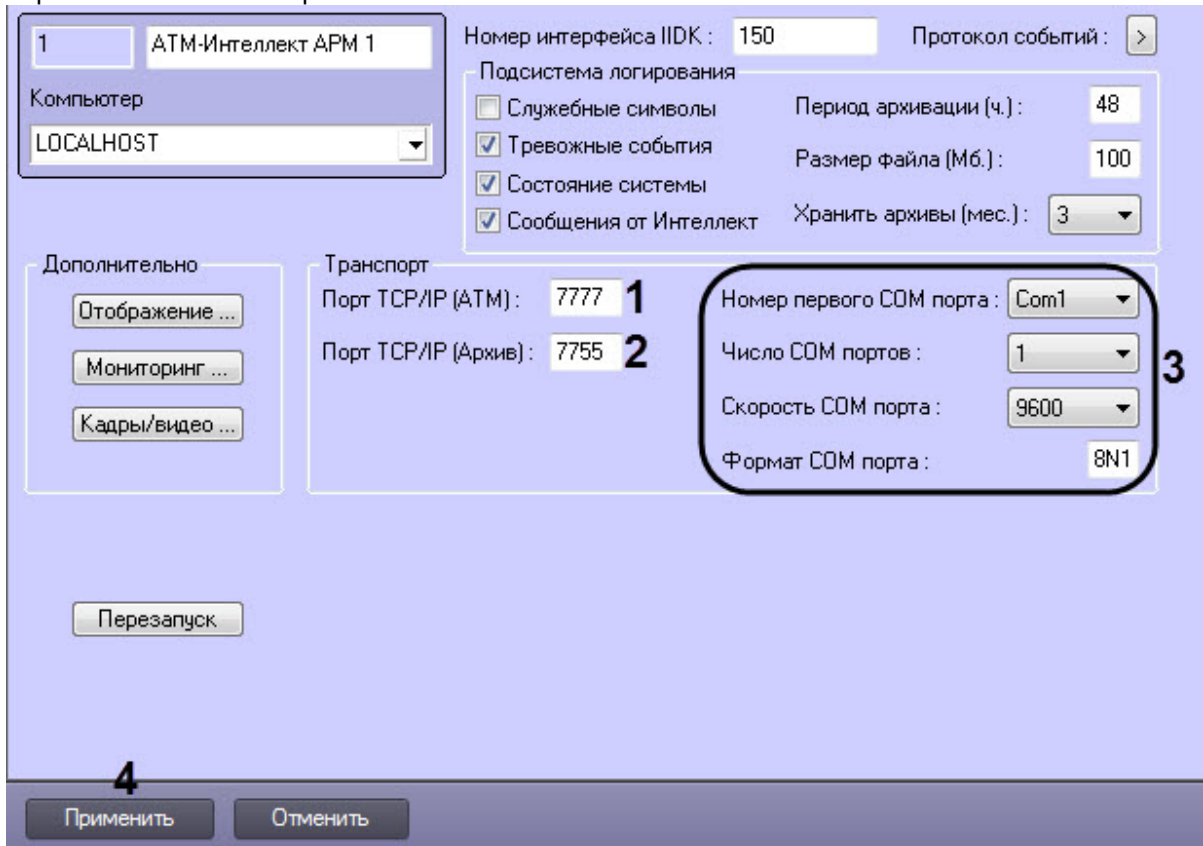 1 АТМ-Интеллект АРМ 1
Компьютер
LOCALHOST
Номер интерфейса IIDK : 150 Протокол событий : >
Подсистема логирования
Служебные символы Период архивации (ч.) : 48
Тревожные события Размер файла (Мб.) : 100
Состояние системы
Сообщения от Интеллект Хранить архивы (мес.) : 3
Дополнительно
Отображение ...
Мониторинг ...
Кадры/видео ...
Транспорт
Порт TCP/IP (АТМ) : 7777 1
Порт TCP/IP (Архив) : 7755 2
Номер первого COM порта : Com1
Число COM портов : 1
3
Скорость COM порта : 9600
Формат COM порта : 8N1
Перезапуск
4
Применить Отменить